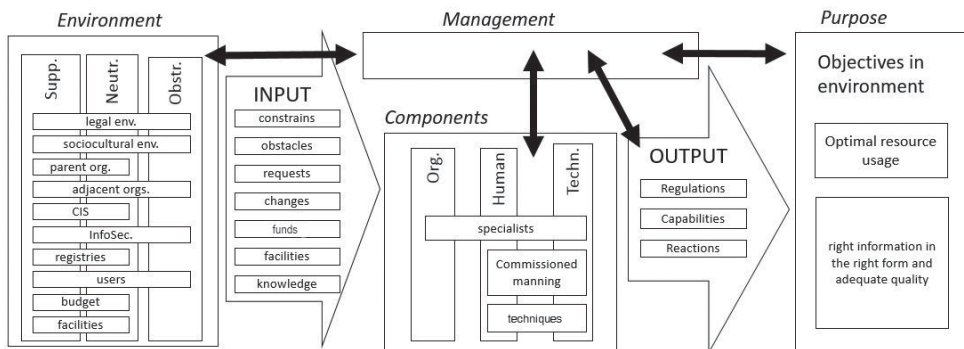 Environment
Supp.
Neutr.
Obstr.
legal env.
sociocultural env.
parent org.
adjacent orgs.
CIS
InfoSec.
registries
users
budget
facilities
INPUT
constrains
obstacles
requests
changes
funds
facilities
knowledge
Management
Components
Org.
Human
Techn.
specialists
Commissioned
manning
techniques
OUTPUT
Regulations
Capabilities
Reactions
Purpose
Objectives in
environment
Optimal resource
usage
right information in
the right form and
adequate quality